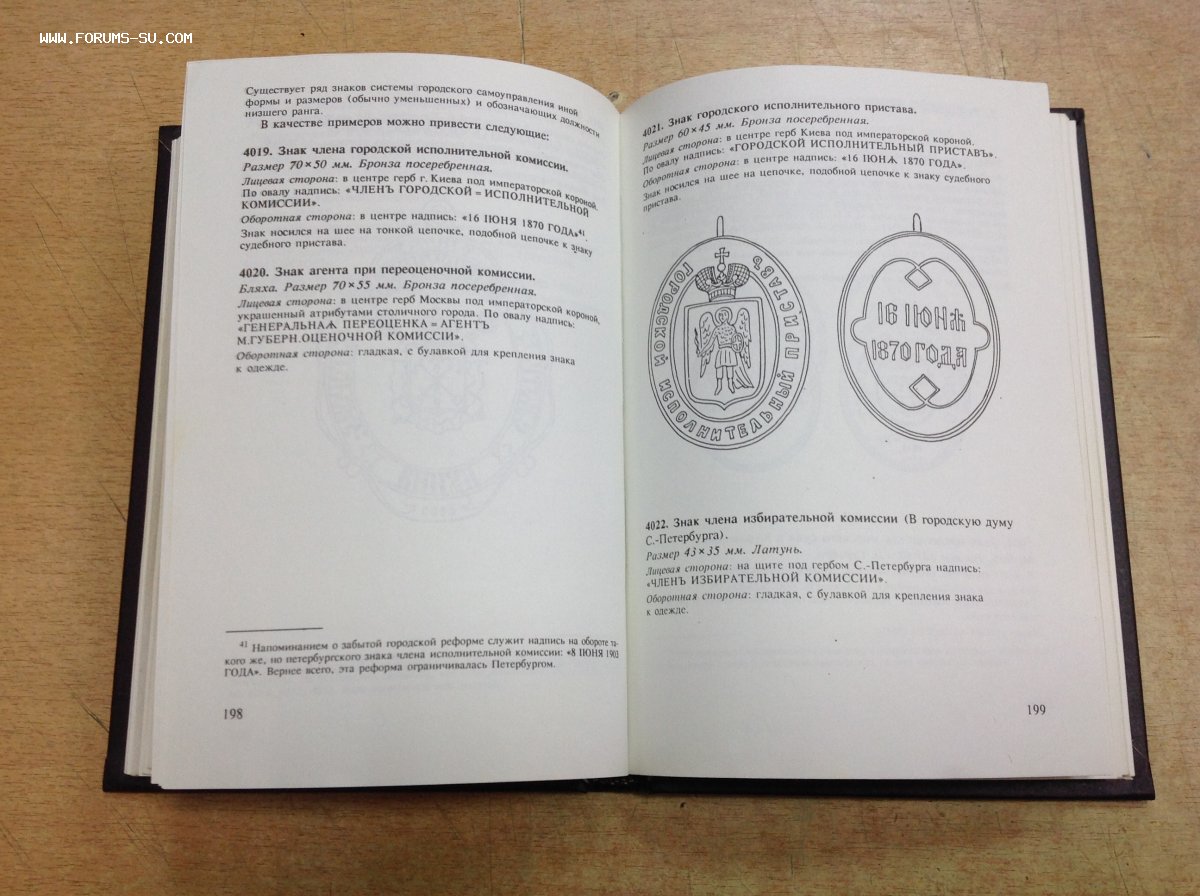 WWW.FORUMS-SU.COM
Существует ряд знаков системы городского самоуправления иной
формы и размеров (обычно уменьшенных) и обозначающих должности
низшего ранга.
В качестве примеров можно привести следующие:
4019. Знак члена городской исполнительной комиссии.
Размер 70×50 мм. Бронза посеребренная.
Лицевая сторона: в центре герб г. Киева под императорской короной.
По овалу надпись: «ЧЛЕНЪ ГОРОДСКОЙ = ИСПОЛНИТЕЛЬНОЙ
КОМИССИИ».
Оборотная сторона: в центре надпись: «16 IЮНЯ 1870 ГОДА»41.
Знак носился на шее на тонкой цепочке, подобной цепочке к знаку
судебного пристава.
4020. Знак агента при переоценочной комиссии.
Бляха. Размер 70×55 мм. Бронза посеребренная.
Лицевая сторона: в центре герб Москвы под императорской короной,
украшенный атрибутами столичного города. По овалу надпись:
«ГЕНЕРАЛЬНАѦ ПЕРЕОЦЕНКА = АГЕНТЪ
М.ГУБЕРН.ОЦЕНОЧНОЙ КОМИССIИ».
Оборотная сторона: гладкая, с булавкой для крепления знака
к одежде.
41 Напоминанием о забытой городской реформе служит надпись на обороте та-
кого же, но петербургского знака члена исполнительной комиссии: «8 IЮНЯ 1903
ГОДА». Вернее всего, эта реформа ограничивалась Петербургом.
198
4021. Знак городского исполнительного пристава.
Размер 60×45 мм. Бронза посеребренная.
Лицевая сторона: в центре герб Киева под императорской короной.
По овалу надпись: «ГОРОДСКОЙ ИСПОЛНИТЕЛЬНЫЙ ПРИСТАВЪ».
Оборотная сторона: в центре надпись: «16 IЮНѦ 1870 ГОДА».
Знак носился на шее на цепочке, подобной цепочке к знаку судебного
пристава.
ГОРОДСКОЙ ИСПОЛНИТЕЛЬНЫЙ ПРИСТАВЪ
16 IЮНѦ
1870 ГОДА
4022. Знак члена избирательной комиссии (В городскую думу
С.-Петербурга).
Размер 43×35 мм. Латунь.
Лицевая сторона: на щите под гербом С.-Петербурга надпись:
«ЧЛЕНЪ ИЗБИРАТЕЛЬНОЙ КОМИССИИ».
Оборотная сторона: гладкая, с булавкой для крепления знака
к одежде.
199